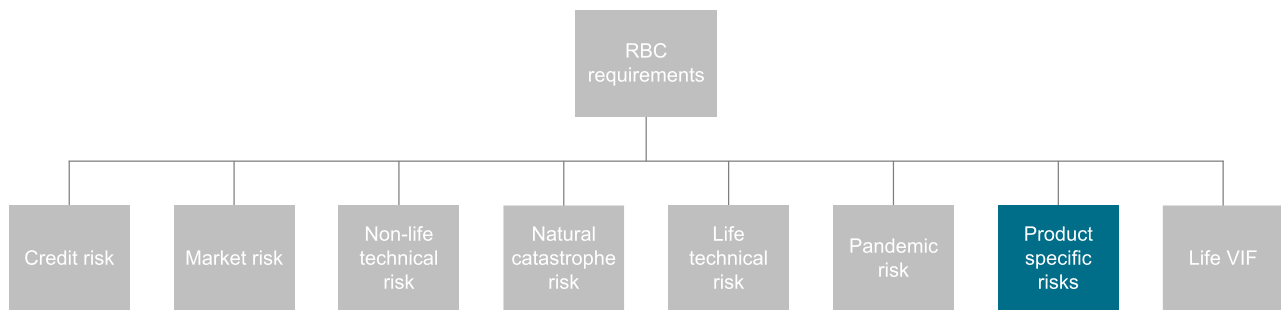 RBC
requirements
Credit risk
Market risk
Non-life
technical
risk
Natural
catastrophe
risk
Life
technical
risk
Pandemic
risk
Product
specific
risks
Life VIF